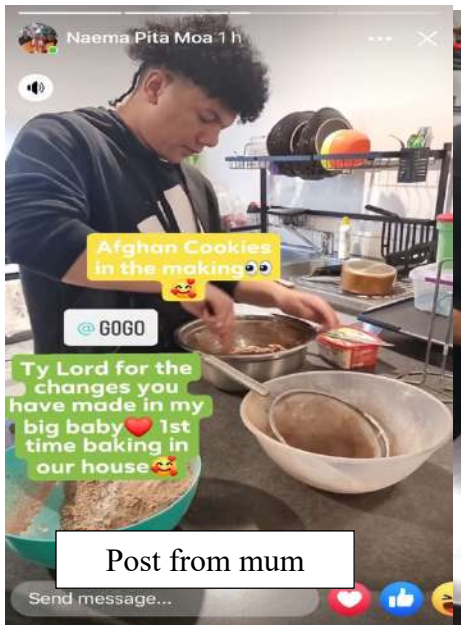 Naema Pita Moa 1 h
Afghan Cookies
in the making👀
🥰
@ GOGO
Ty Lord for the
changes you
have made in my
big baby❤️ 1st
time baking in
our house🥰
Post from mum
Send message...